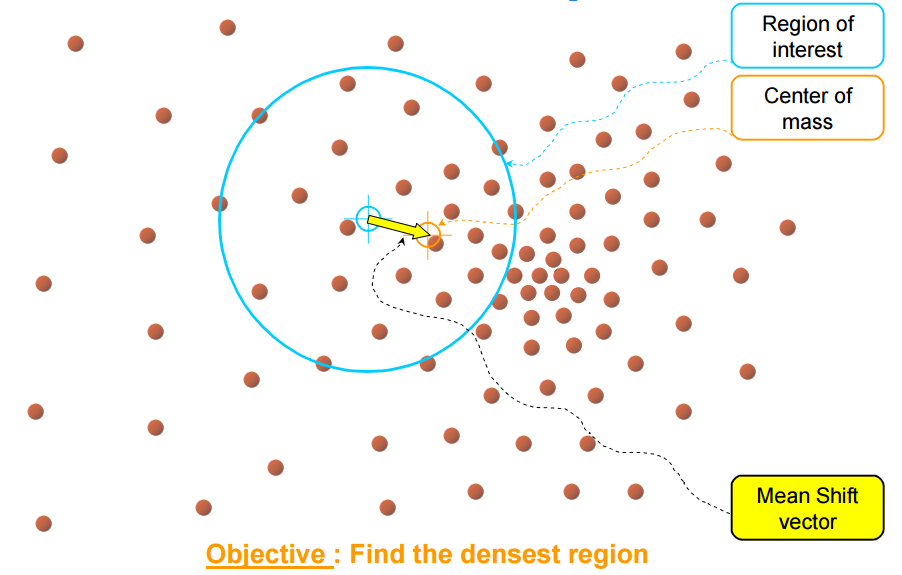 Region of
interest
Center of
mass
Mean Shift
vector
Objective : Find the densest region